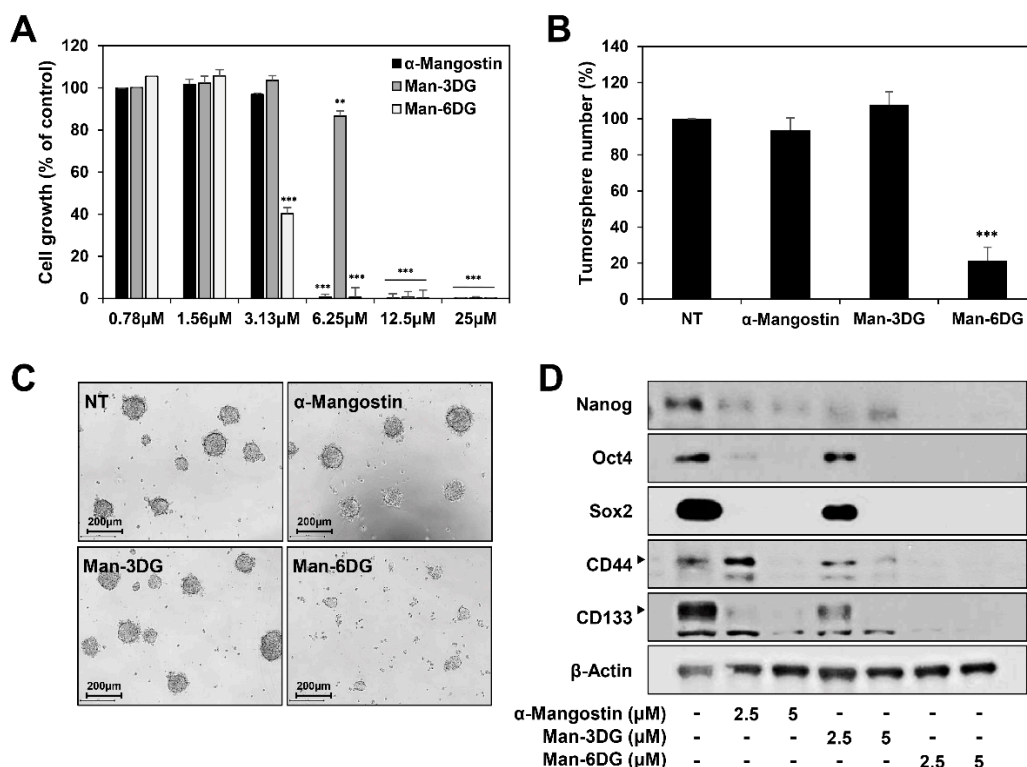 A
Cell growth (% of control)
120
100
80
60
40
20
0
α-Mangostin
Man-3DG
Man-6DG
***
***
**
***
***
***
0.78µM 1.56µM 3.13µM 6.25µM 12.5µM 25µM
B
Tumorsphere number (%)
140
120
100
80
60
40
20
0
***
NT α-Mangostin Man-3DG Man-6DG
C
NT
200µm
α-Mangostin
200µm
Man-3DG
200µm
Man-6DG
200µm
D
Nanog
Oct4
Sox2
CD44
CD133
β-Actin
α-Mangostin (µM) - 2.5 5 - - - -
Man-3DG (µM) - - - 2.5 5 - -
Man-6DG (µM) - - - - - 2.5 5